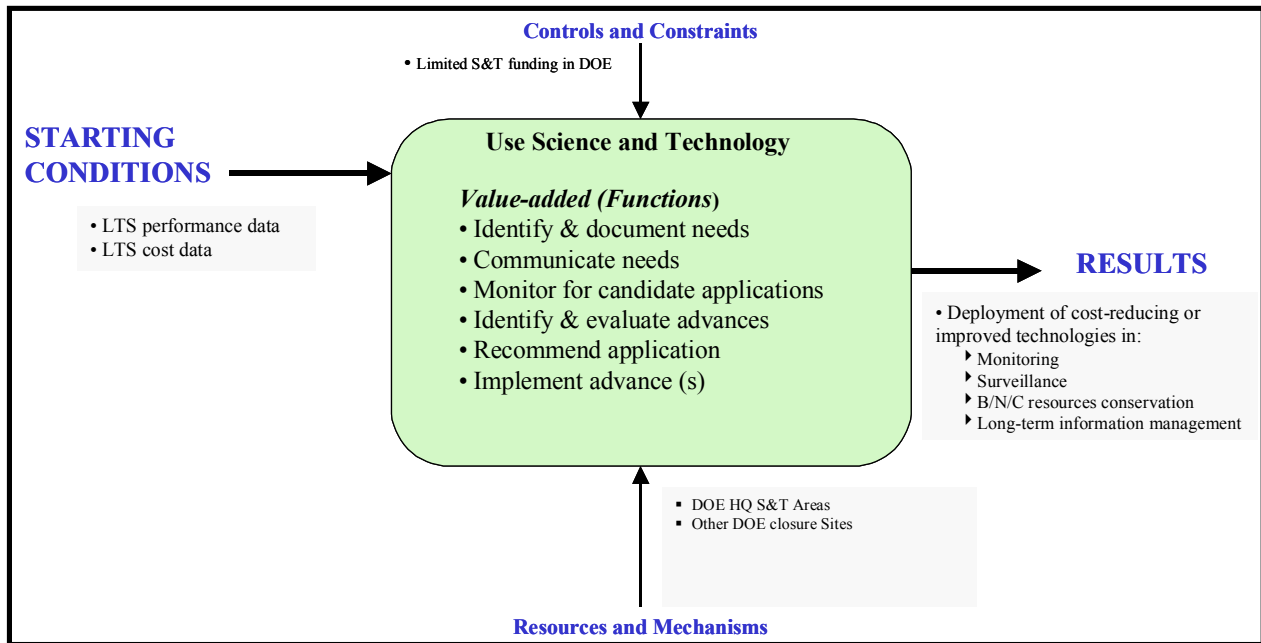 Controls and Constraints
• Limited S&T funding in DOE
STARTING
CONDITIONS
• LTS performance data
• LTS cost data
Use Science and Technology
Value-added (Functions)
• Identify & document needs
• Communicate needs
• Monitor for candidate applications
• Identify & evaluate advances
• Recommend application
• Implement advance (s)
RESULTS
• Deployment of cost-reducing or
improved technologies in:
Monitoring
Surveillance
B/N/C resources conservation
Long-term information management
▪ DOE HQ S&T Areas
▪ Other DOE closure Sites
Resources and Mechanisms